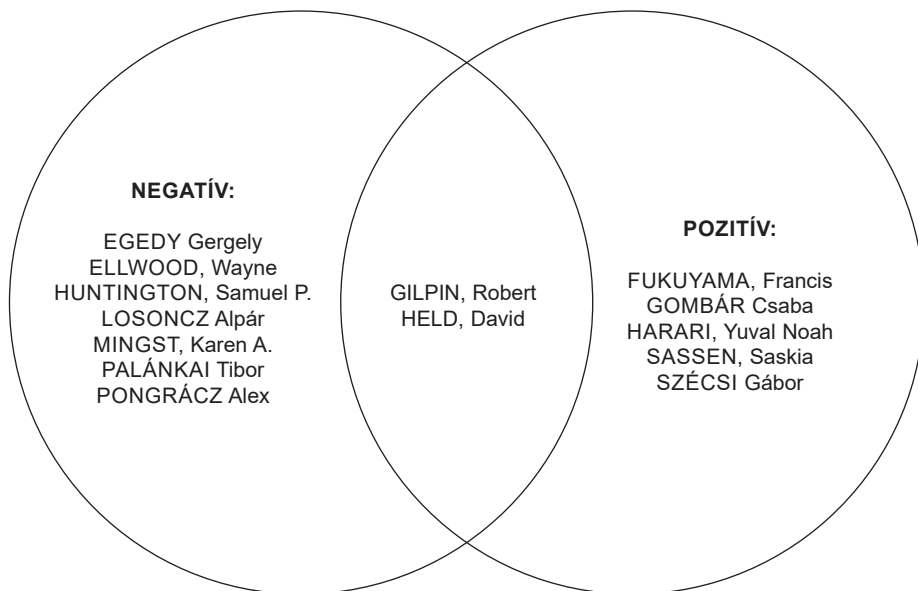 NEGATÍV:
EGEDY Gergely
ELLWOOD, Wayne
HUNTINGTON, Samuel P.
LOSONCZ Alpár
MINGST, Karen A.
PALÁNKAI Tibor
PONGRÁCZ Alex
GILPIN, Robert
HELD, David
POZITÍV:
FUKUYAMA, Francis
GOMBÁR Csaba
HARARI, Yuval Noah
SASSEN, Saskia
SZÉCSI Gábor